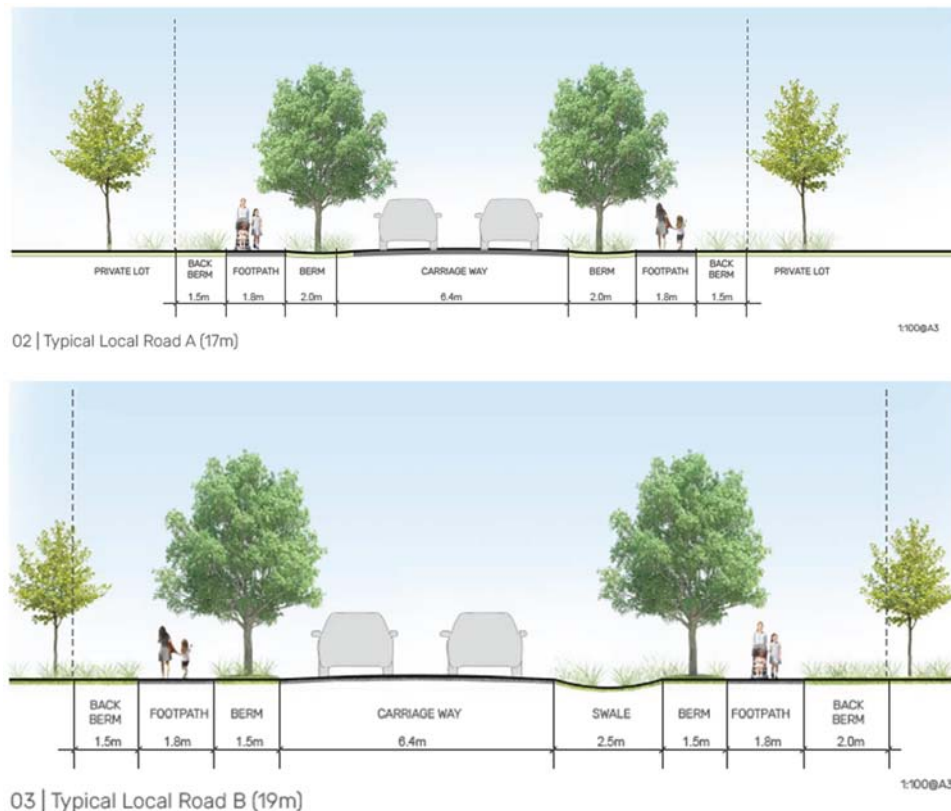 PRIVATE LOT
BACK
BERM
FOOTPATH
BERM
CARRIAGE WAY
BERM
FOOTPATH
BACK
BERM
PRIVATE LOT
1.5m
1.8m
2.0m
6.4m
2.0m
1.8m
1.5m
02 | Typical Local Road A (17m)
1:100@A3
BACK
BERM
FOOTPATH
BERM
CARRIAGE WAY
SWALE
BERM
FOOTPATH
BACK
BERM
1.5m
1.8m
1.5m
6.4m
2.5m
1.5m
1.8m
2.0m
03 | Typical Local Road B (19m)
1:100@A3